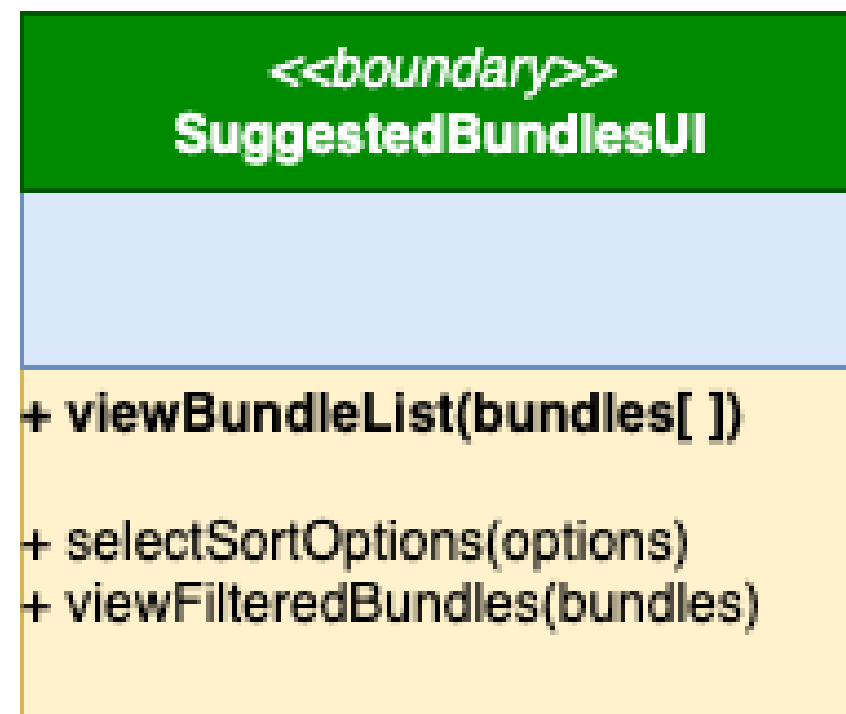 <<boundary>>
SuggestedBundlesUI
+ viewBundleList(bundles[ ])
+ selectSortOptions(options)
+ viewFilteredBundles(bundles)